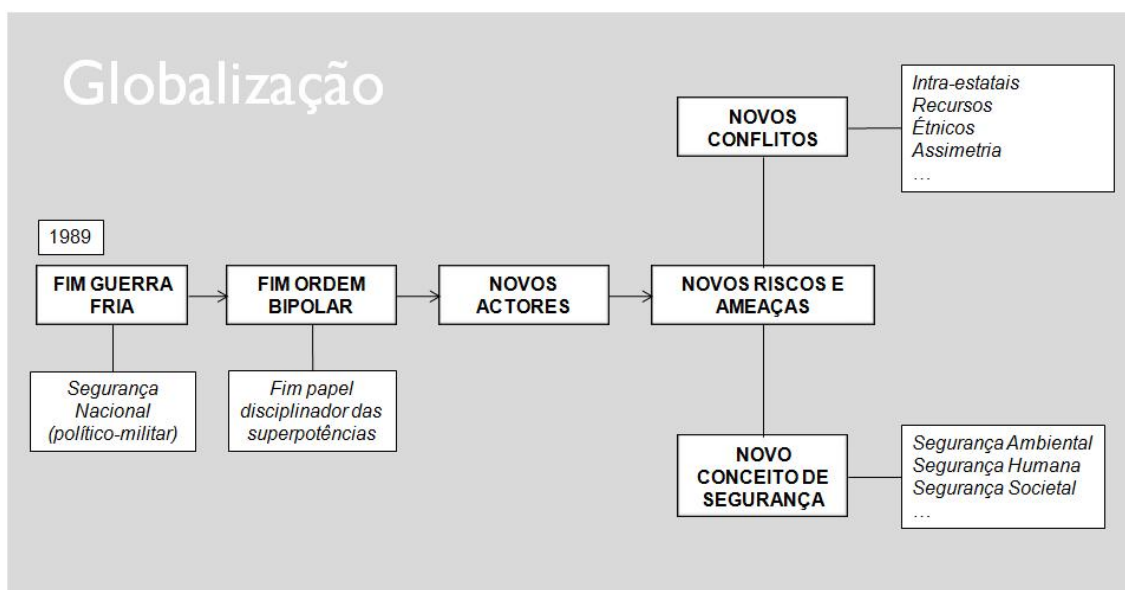 Globalização
NOVOS
CONFLITOS
Intra-estatais
Recursos
Étnicos
Assimetria
…
1989
FIM GUERRA
FRIA
FIM ORDEM
BIPOLAR
NOVOS
ACTORES
NOVOS RISCOS E
AMEAÇAS
Segurança
Nacional
(político-militar)
Fim papel
disciplinador das
superpotências
NOVO
CONCEITO DE
SEGURANÇA
Segurança Ambiental
Segurança Humana
Segurança Societal
…